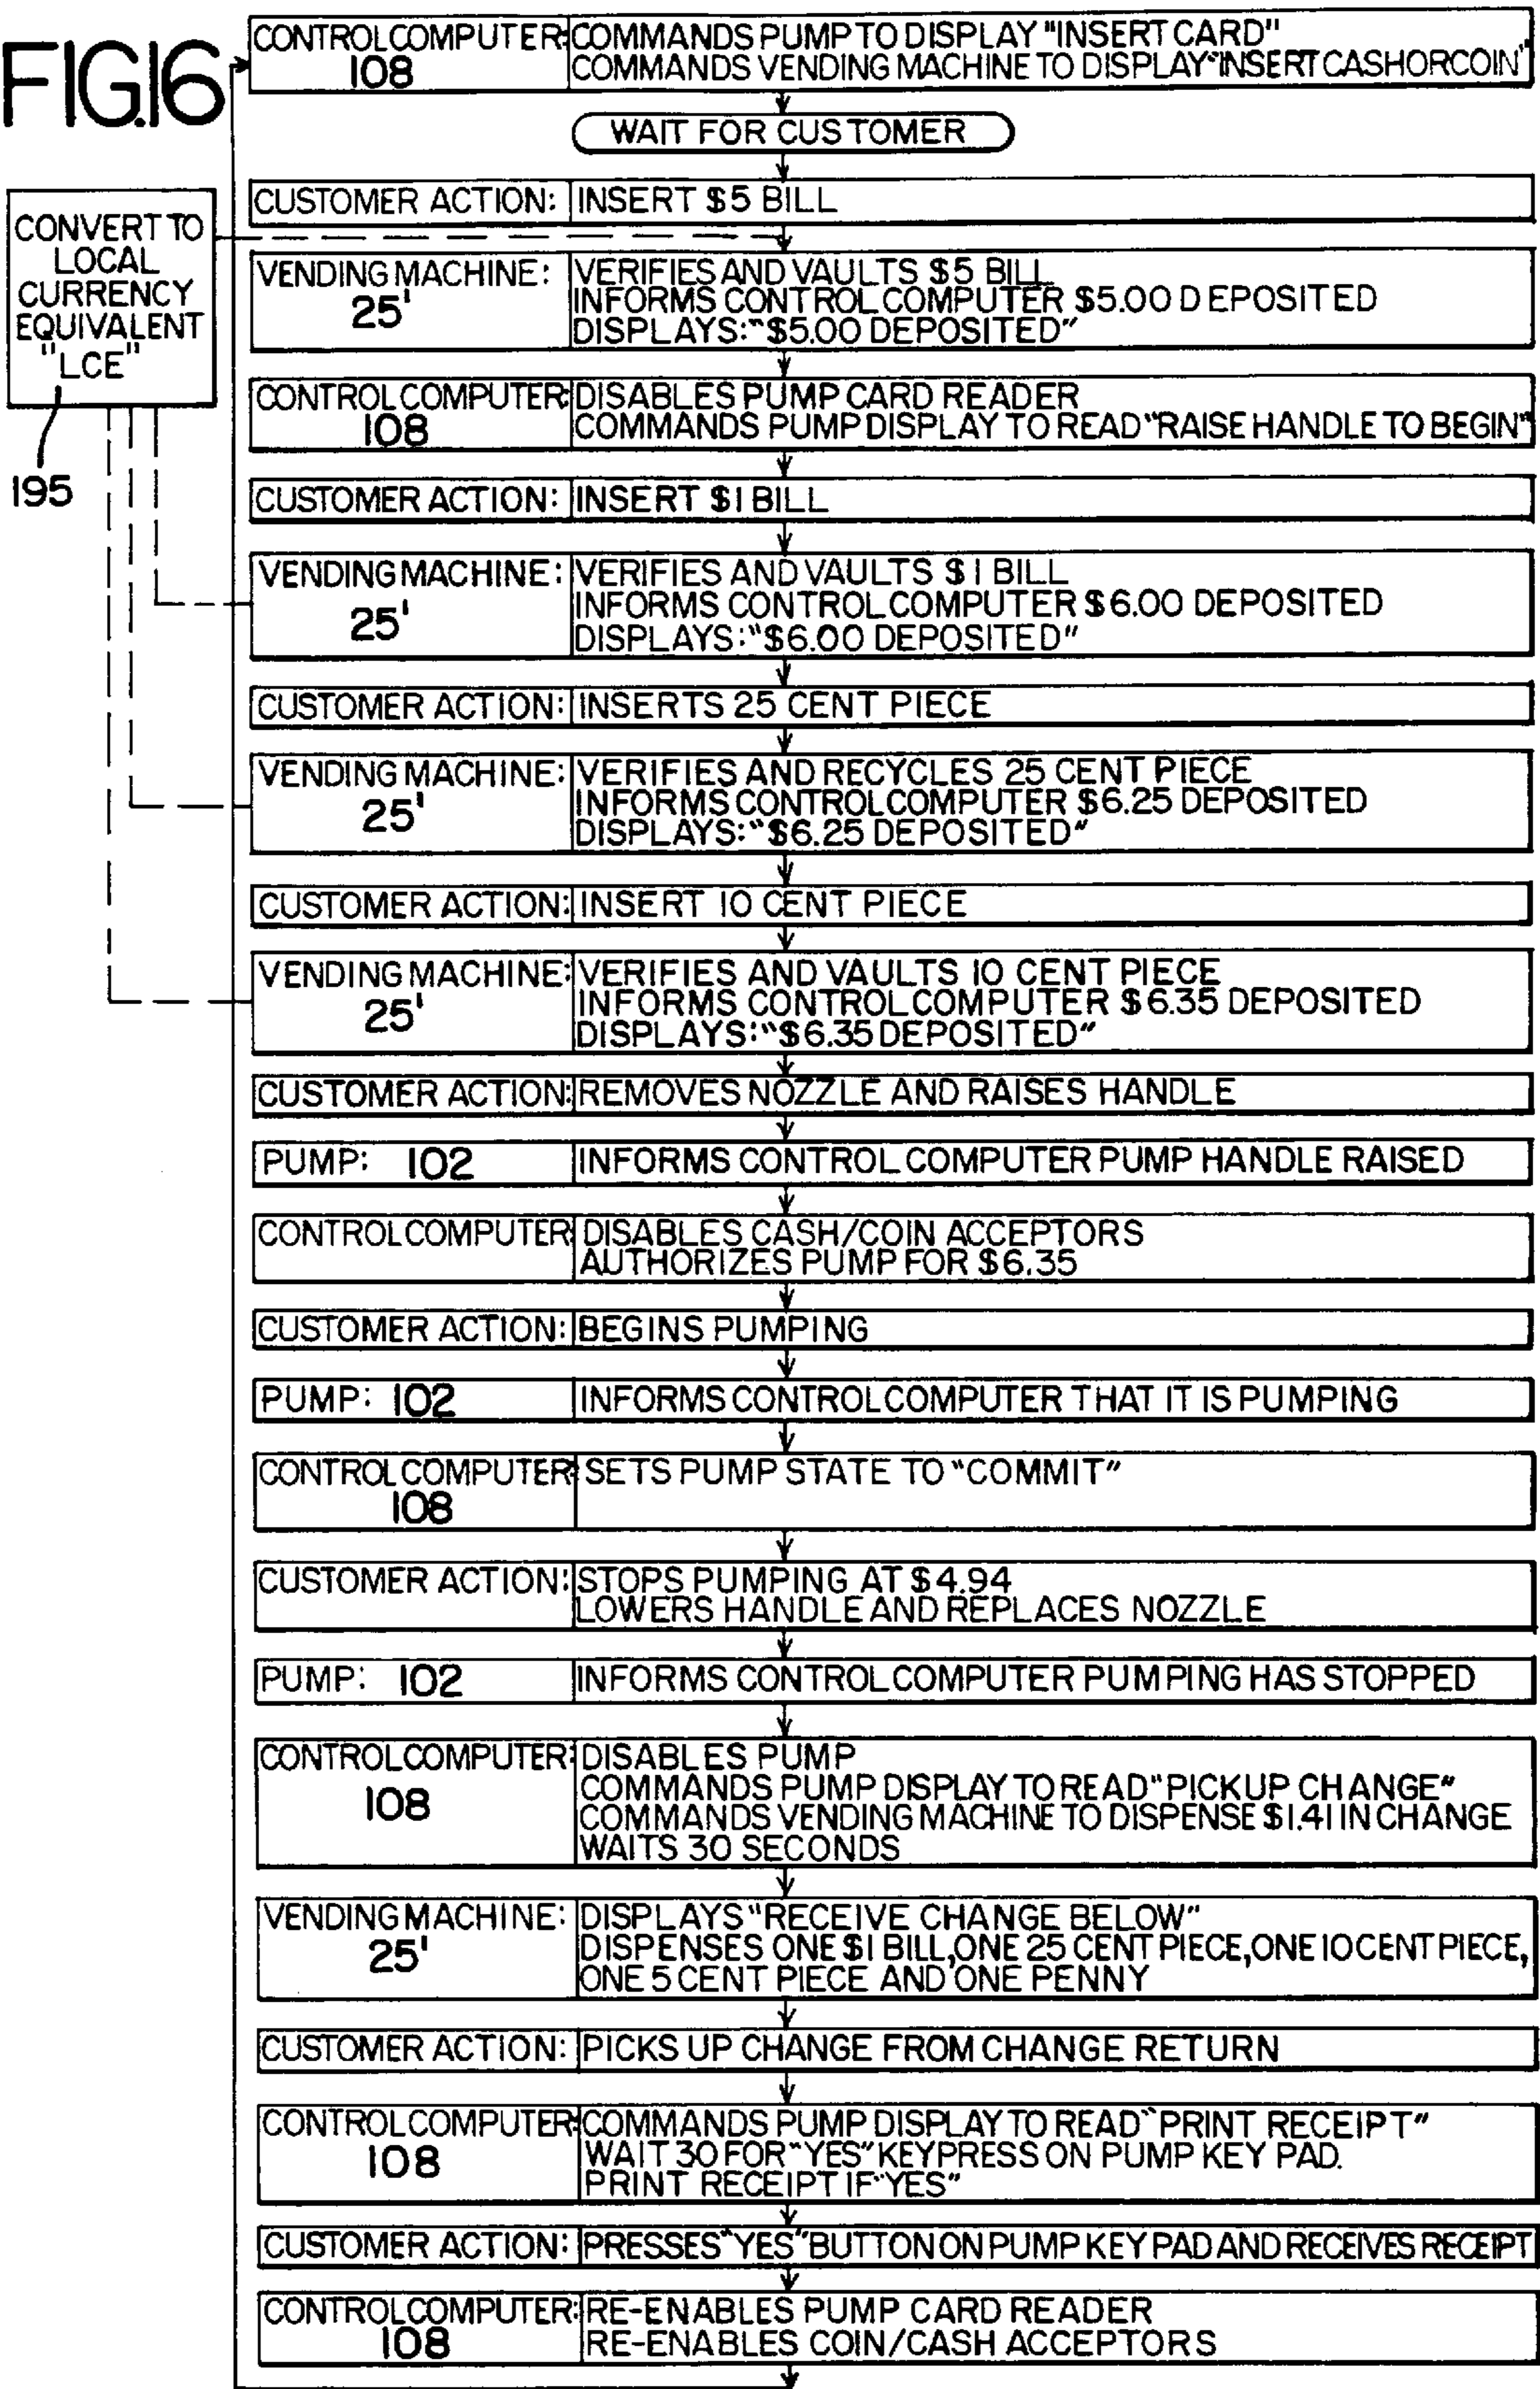 FIG.16
CONTROL COMPUTER: COMMANDS PUMP TO DISPLAY "INSERT CARD"
108 COMMANDS VENDING MACHINE TO DISPLAY "INSERT CASH OR COIN"
WAIT FOR CUSTOMER
CUSTOMER ACTION: INSERT $5 BILL
CONVERT TO
LOCAL
CURRENCY
EQUIVALENT
"LCE"
195
VENDING MACHINE: VERIFIES AND VAULTS $5 BILL
25' INFORMS CONTROL COMPUTER $5.00 DEPOSITED
DISPLAYS: "$5.00 DEPOSITED"
CONTROL COMPUTER: DISABLES PUMP CARD READER
108 COMMANDS PUMP DISPLAY TO READ "RAISE HANDLE TO BEGIN"
CUSTOMER ACTION: INSERT $1 BILL
VENDING MACHINE: VERIFIES AND VAULTS $1 BILL
25' INFORMS CONTROL COMPUTER $6.00 DEPOSITED
DISPLAYS: "$6.00 DEPOSITED"
CUSTOMER ACTION: INSERTS 25 CENT PIECE
VENDING MACHINE: VERIFIES AND RECYCLES 25 CENT PIECE
25' INFORMS CONTROL COMPUTER $6.25 DEPOSITED
DISPLAYS: "$6.25 DEPOSITED"
CUSTOMER ACTION: INSERT 10 CENT PIECE
VENDING MACHINE: VERIFIES AND VAULTS 10 CENT PIECE
25' INFORMS CONTROL COMPUTER $6.35 DEPOSITED
DISPLAYS: "$6.35 DEPOSITED"
CUSTOMER ACTION: REMOVES NOZZLE AND RAISES HANDLE
PUMP: 102 INFORMS CONTROL COMPUTER PUMP HANDLE RAISED
CONTROL COMPUTER DISABLES CASH/COIN ACCEPTORS
AUTHORIZES PUMP FOR $6.35
CUSTOMER ACTION: BEGINS PUMPING
PUMP: 102 INFORMS CONTROL COMPUTER THAT IT IS PUMPING
CONTROL COMPUTER: SETS PUMP STATE TO "COMMIT"
108
CUSTOMER ACTION: STOPS PUMPING AT $4.94
LOWERS HANDLE AND REPLACES NOZZLE
PUMP: 102 INFORMS CONTROL COMPUTER PUMPING HAS STOPPED
CONTROL COMPUTER: DISABLES PUMP
108 COMMANDS PUMP DISPLAY TO READ "PICKUP CHANGE"
COMMANDS VENDING MACHINE TO DISPENSE $1.41 IN CHANGE
WAITS 30 SECONDS
VENDING MACHINE: DISPLAYS "RECEIVE CHANGE BELOW"
25' DISPENSES ONE $1 BILL, ONE 25 CENT PIECE, ONE 10 CENT PIECE,
ONE 5 CENT PIECE AND ONE PENNY
CUSTOMER ACTION: PICKS UP CHANGE FROM CHANGE RETURN
CONTROL COMPUTER: COMMANDS PUMP DISPLAY TO READ "PRINT RECEIPT"
108 WAIT 30 FOR "YES" KEYPRESS ON PUMP KEY PAD.
PRINT RECEIPT IF "YES"
CUSTOMER ACTION: PRESSES "YES" BUTTON ON PUMP KEY PAD AND RECEIVES RECEIPT
CONTROL COMPUTER: RE-ENABLES PUMP CARD READER
108 RE-ENABLES COIN/CASH ACCEPTORS